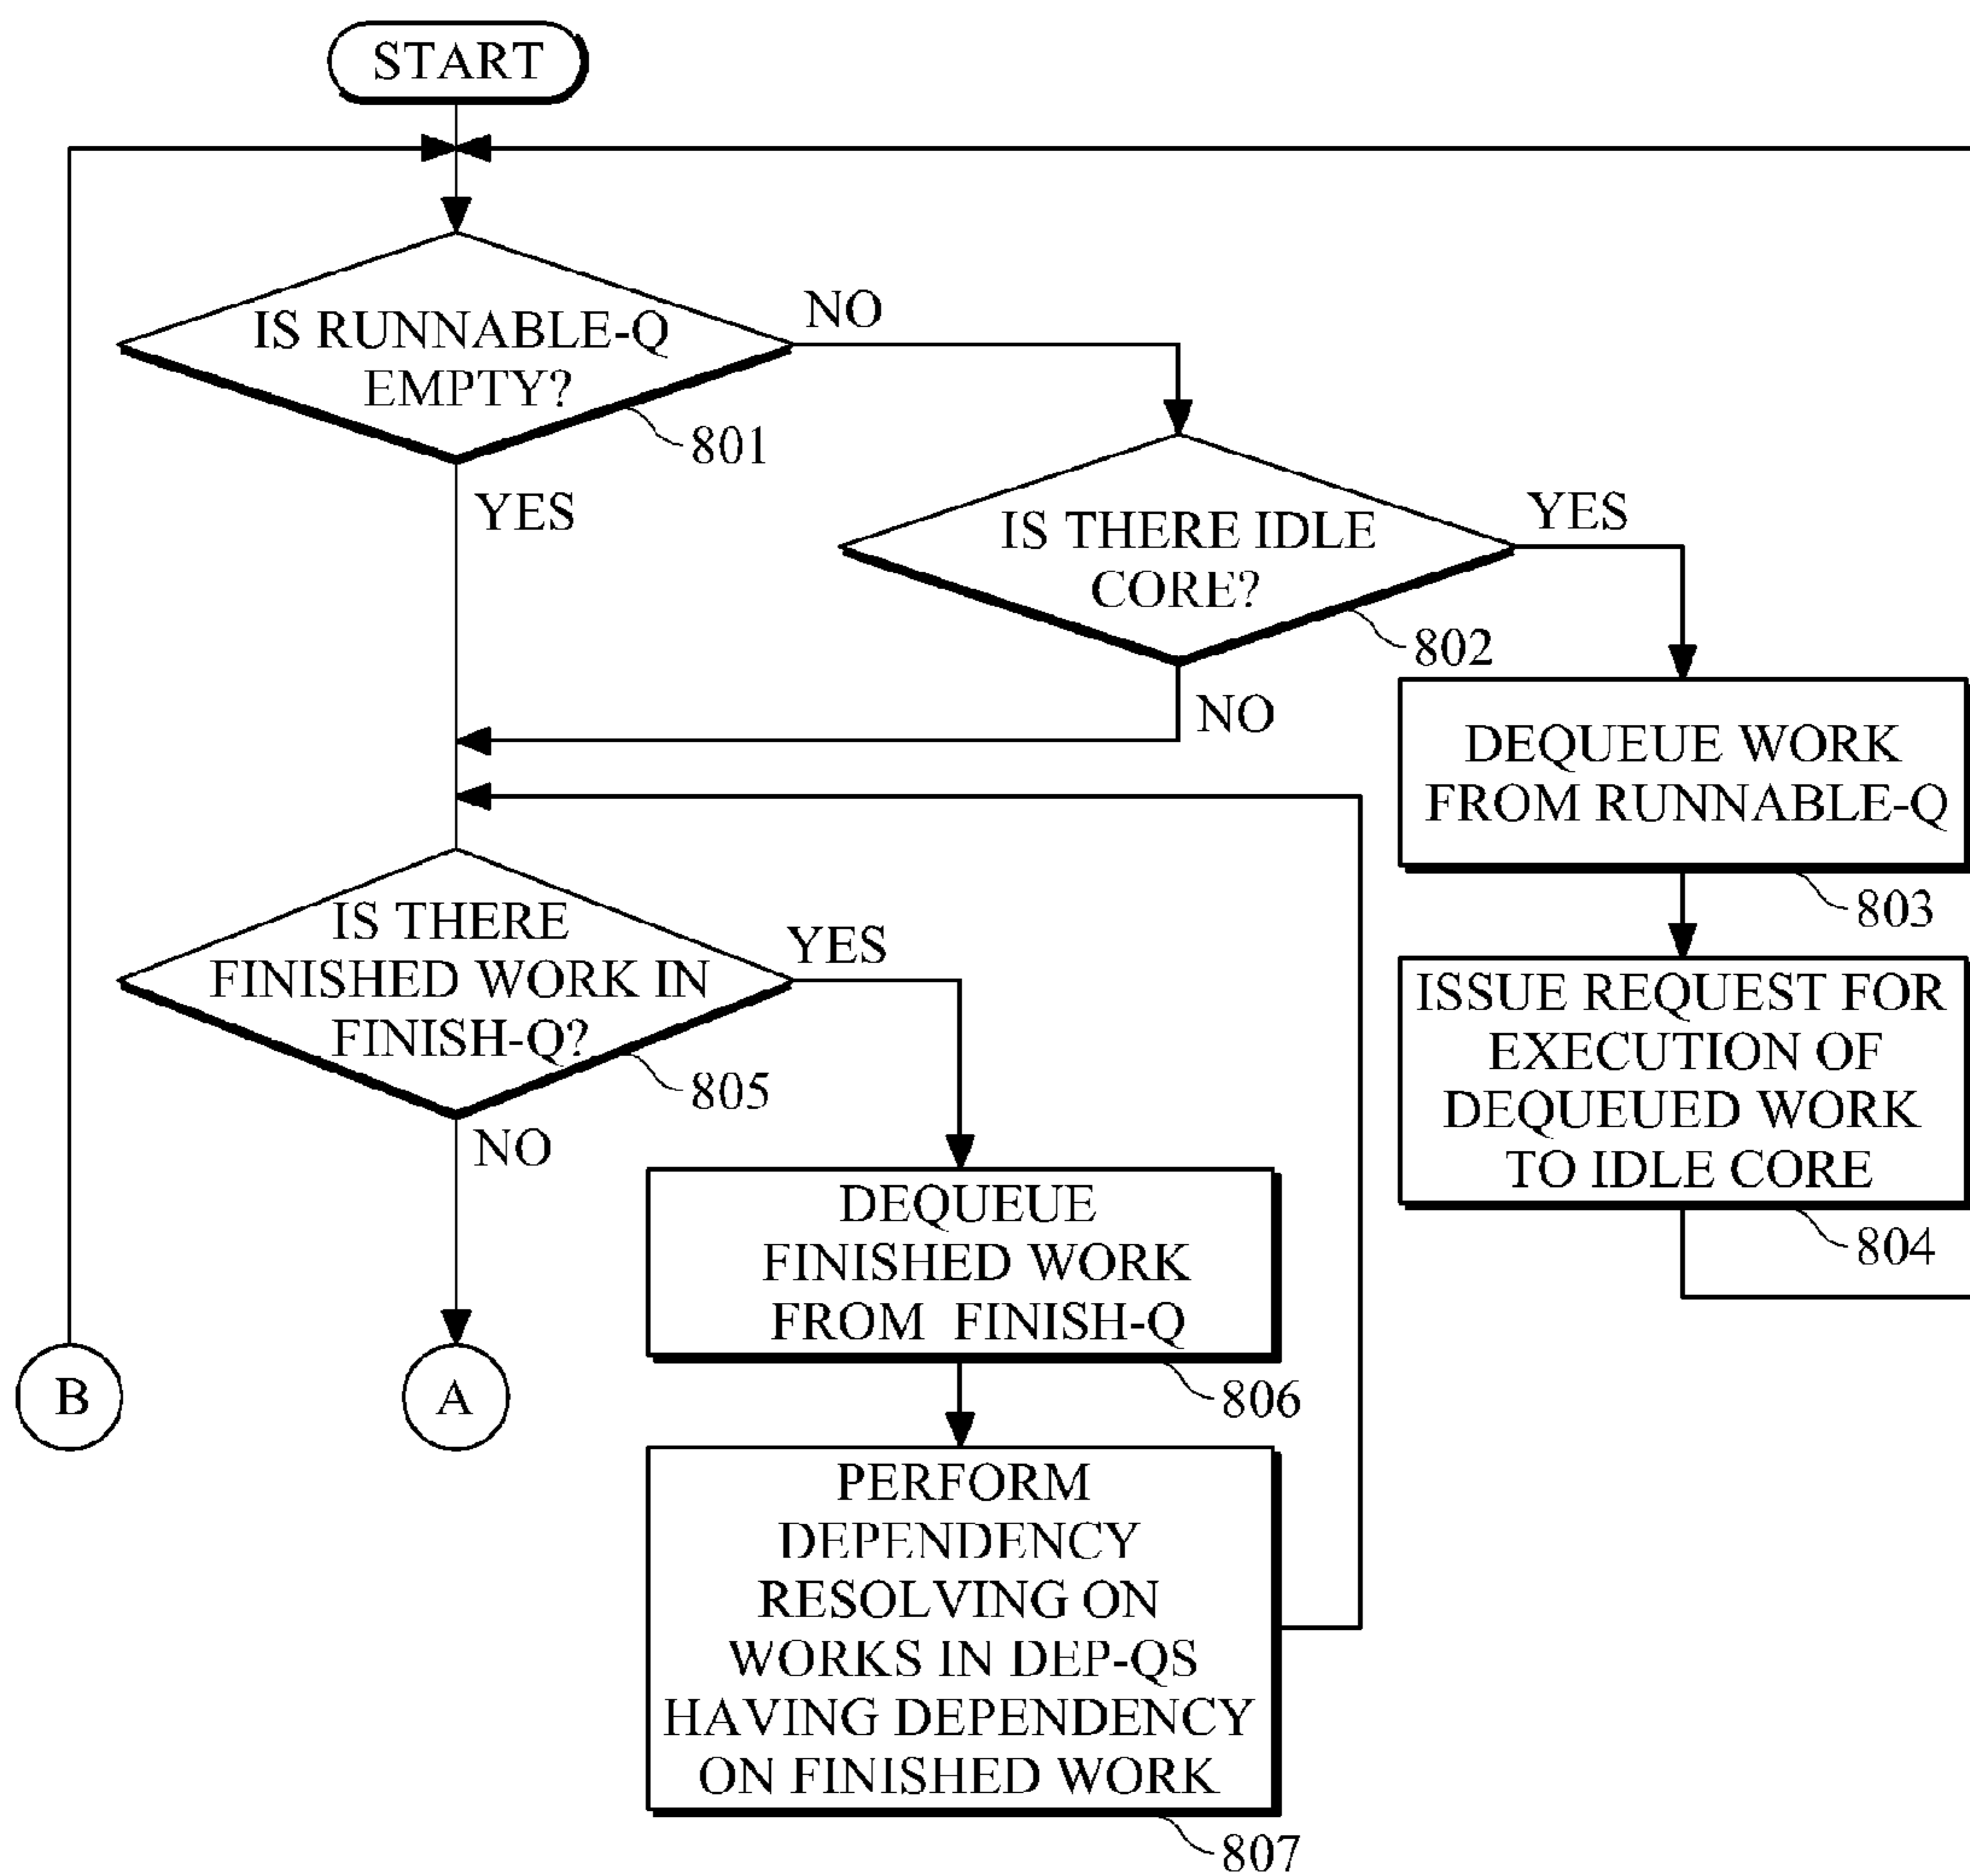 START
IS RUNNABLE-Q
EMPTY?
NO
801
YES
IS THERE IDLE
CORE?
YES
802
NO
DEQUEUE WORK
FROM RUNNABLE-Q
803
ISSUE REQUEST FOR
EXECUTION OF
DEQUEUED WORK
TO IDLE CORE
804
IS THERE
FINISHED WORK IN
FINISH-Q?
YES
805
NO
DEQUEUE
FINISHED WORK
FROM FINISH-Q
806
B
A
PERFORM
DEPENDENCY
RESOLVING ON
WORKS IN DEP-QS
HAVING DEPENDENCY
ON FINISHED WORK
807